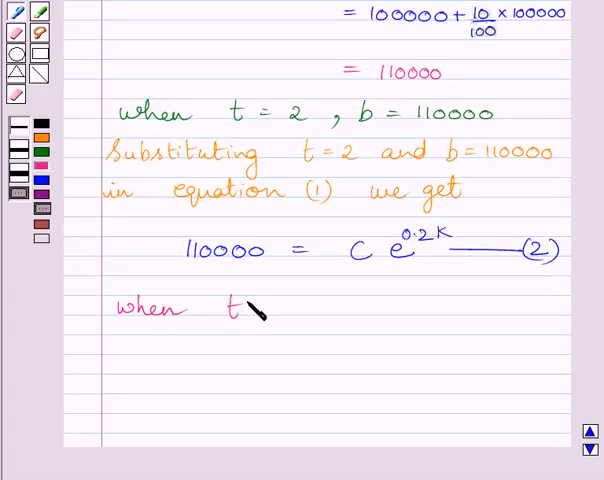 = 100000 + 10/100 × 100000
= 110000
when t = 2 , b = 110000
Substituting t = 2 and b = 110000
in equation (1) we get
110000 = C e^0.2K ——— (2)
when t